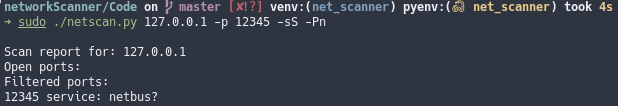 networkScanner/Code on master [✘!?] venv:(net_scanner) pyenv:(🐍 net_scanner) took 4s
➜ sudo ./netscan.py 127.0.0.1 -p 12345 -sS -Pn
Scan report for: 127.0.0.1
Open ports:
Filtered ports:
12345 service: netbus?